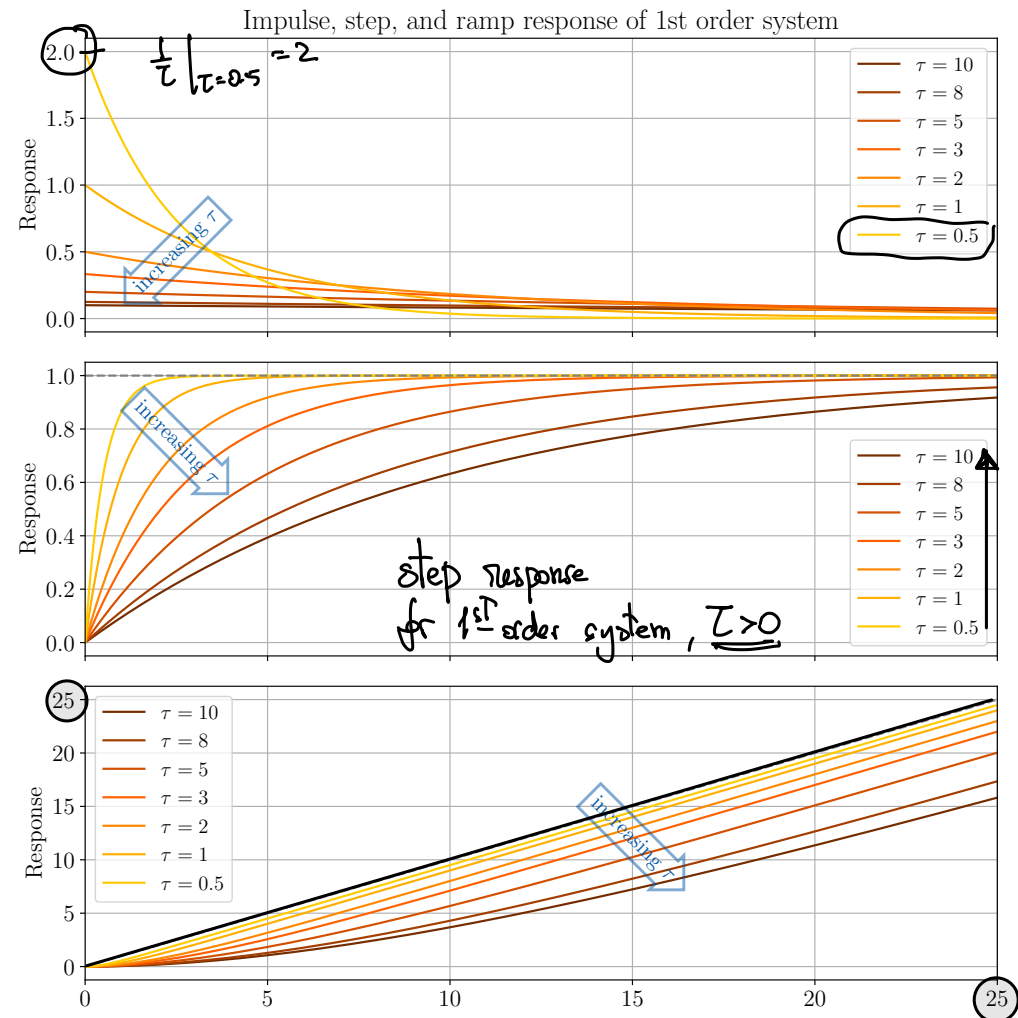 Impulse, step, and ramp response of 1st order system
2.0
1.5
1.0
0.5
0.0
Response
1/τ |τ=0.5 = 2
increasing τ
τ = 10
τ = 8
τ = 5
τ = 3
τ = 2
τ = 1
τ = 0.5
1.0
0.8
0.6
0.4
0.2
0.0
Response
increasing τ
step response
for 1st order system, τ>0
τ = 10
τ = 8
τ = 5
τ = 3
τ = 2
τ = 1
τ = 0.5
25
20
15
10
5
0
Response
τ = 10
τ = 8
τ = 5
τ = 3
τ = 2
τ = 1
τ = 0.5
increasing τ
0 5 10 15 20 25